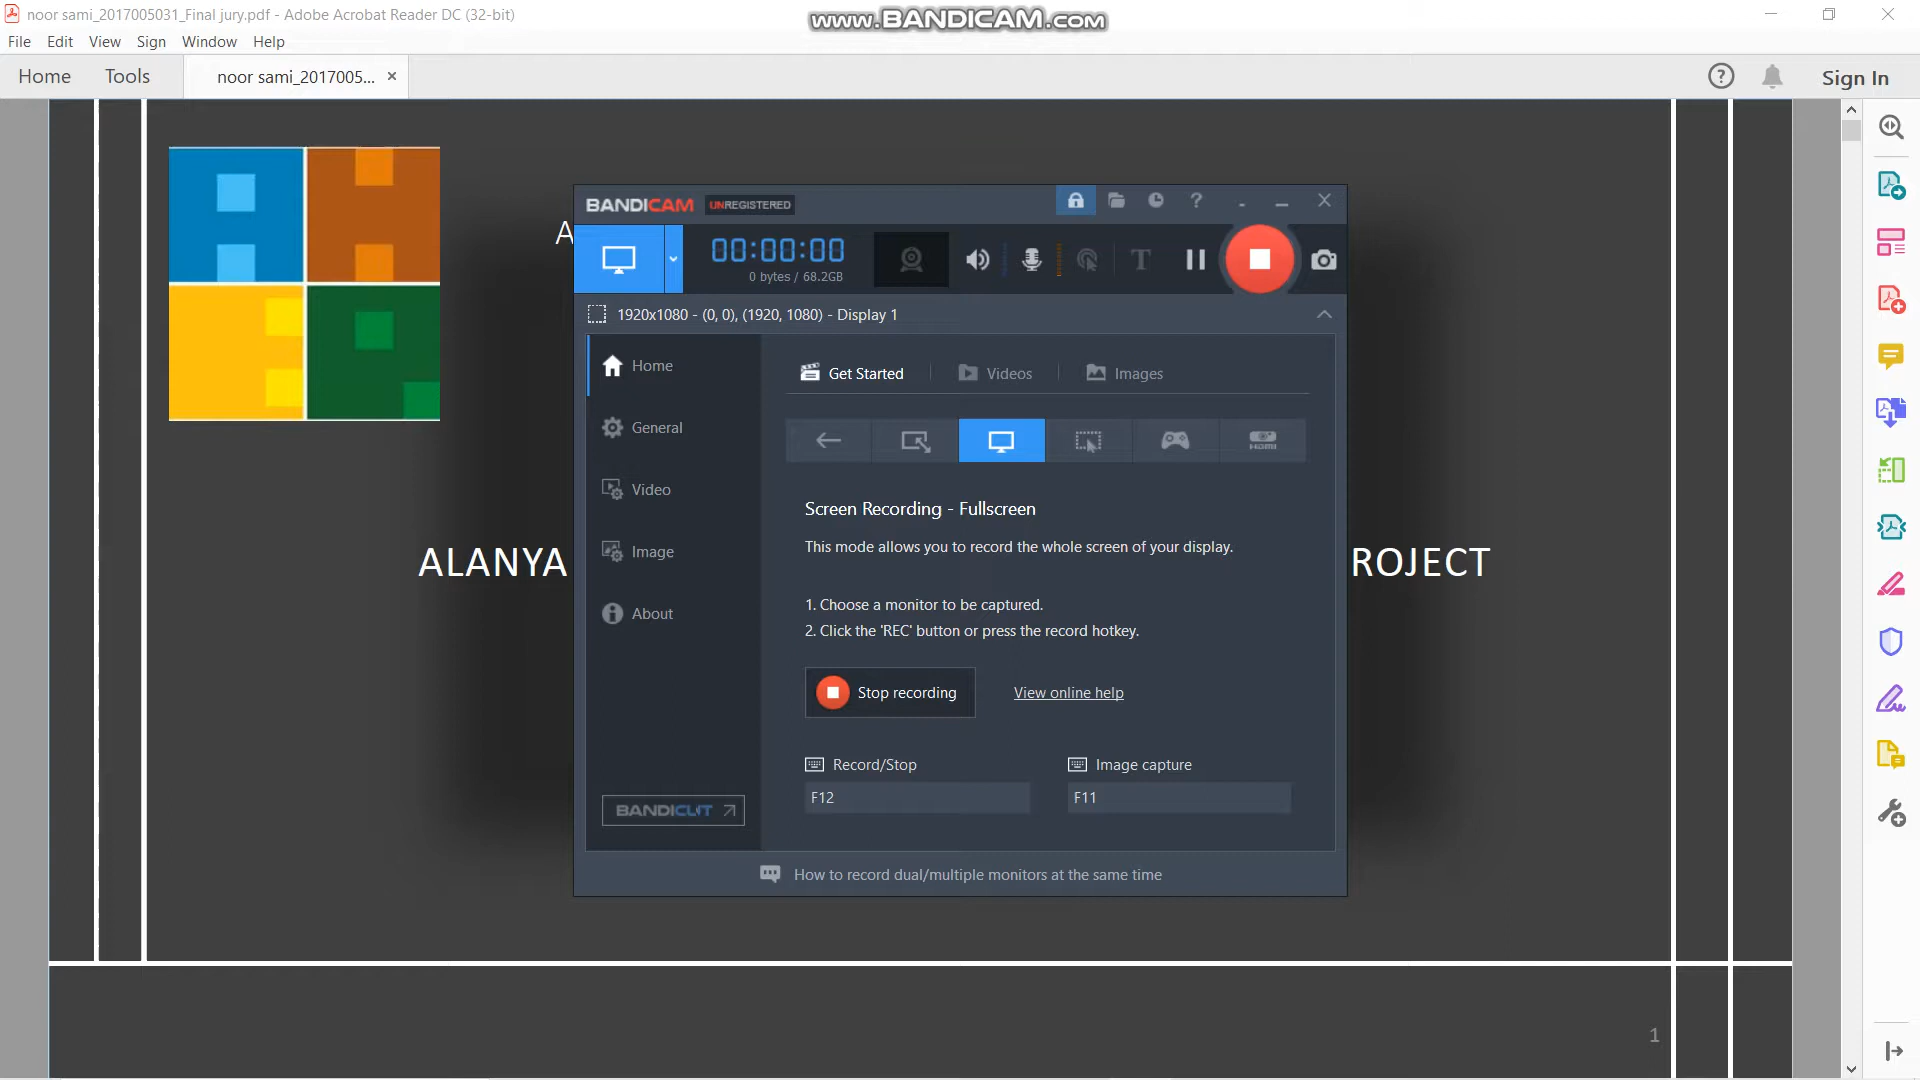 noor sami_2017005031_Final jury.pdf - Adobe Acrobat Reader DC (32-bit)
www.BANDICAM.com
File Edit View Sign Window Help
Home Tools noor sami_2017005... × Sign In
BANDICAM UNREGISTERED
A
00:00:00
0 bytes / 68.2GB
1920x1080 - (0, 0), (1920, 1080) - Display 1
Home
General
Video
Image
About
BANDICUT
Get Started Videos Images
HDMI
Screen Recording - Fullscreen
This mode allows you to record the whole screen of your display.
ALANYA ROJECT
1. Choose a monitor to be captured.
2. Click the 'REC' button or press the record hotkey.
Stop recording View online help
Record/Stop Image capture
F12 F11
How to record dual/multiple monitors at the same time
1